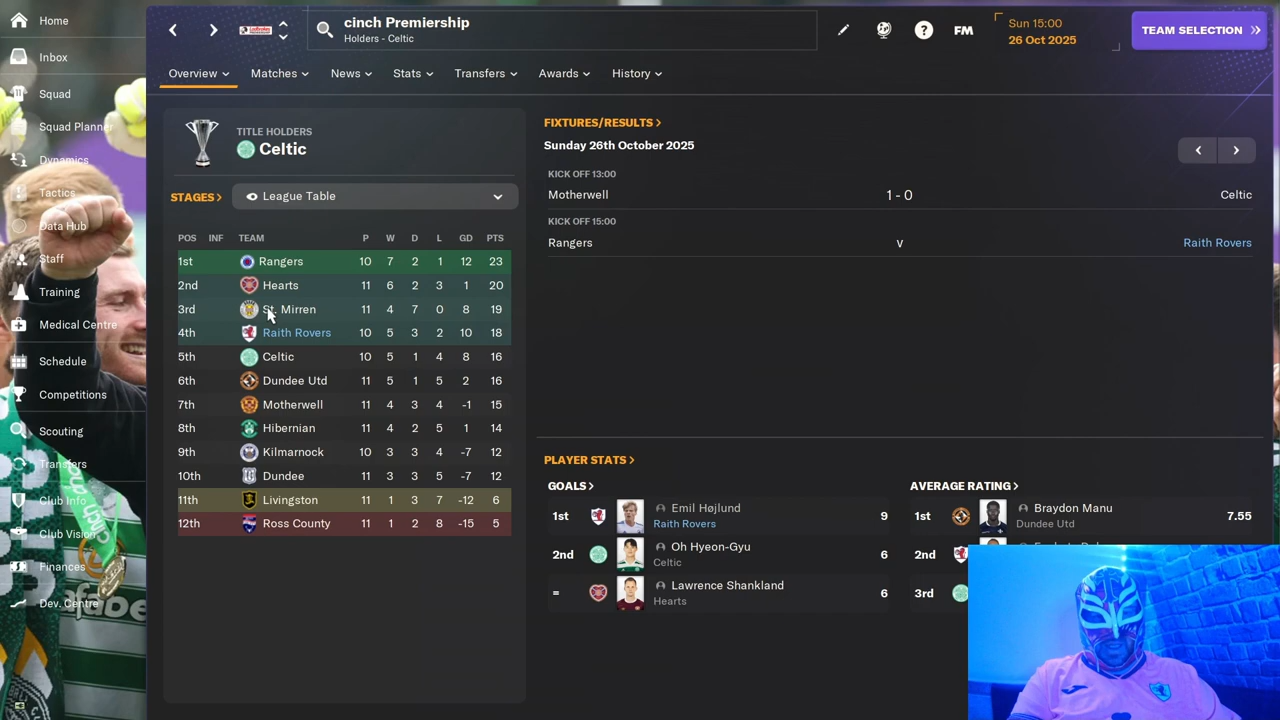 Home
Inbox
Squad
Squad Planner
Dynamics
Tactics
Data Hub
Staff
Training
Medical Centre
Schedule
Competitions
Scouting
Transfers
Club Info
Club Vision
Finances
Dev. Centre
cinch Premiership
Holders - Celtic
FM
Sun 15:00
26 Oct 2025
TEAM SELECTION
Overview Matches News Stats Transfers Awards History
TITLE HOLDERS
Celtic
STAGES > League Table
POS INF TEAM P W D L GD PTS
1st Rangers 10 7 2 1 12 23
2nd Hearts 11 6 2 3 1 20
3rd St. Mirren 11 4 7 0 8 19
4th Raith Rovers 10 5 3 2 10 18
5th Celtic 10 5 1 4 8 16
6th Dundee Utd 11 5 1 5 2 16
7th Motherwell 11 4 3 4 -1 15
8th Hibernian 11 4 2 5 1 14
9th Kilmarnock 10 3 3 4 -7 12
10th Dundee 11 3 3 5 -7 12
11th Livingston 11 1 3 7 -12 6
12th Ross County 11 1 2 8 -15 5
FIXTURES/RESULTS >
Sunday 26th October 2025
KICK OFF 13:00
Motherwell 1 - 0 Celtic
KICK OFF 15:00
Rangers v Raith Rovers
PLAYER STATS >
GOALS >
1st Emil Højlund 9
Raith Rovers
2nd Oh Hyeon-Gyu 6
Celtic
= Lawrence Shankland 6
Hearts
AVERAGE RATING >
1st Braydon Manu 7.55
Dundee Utd
2nd
3rd